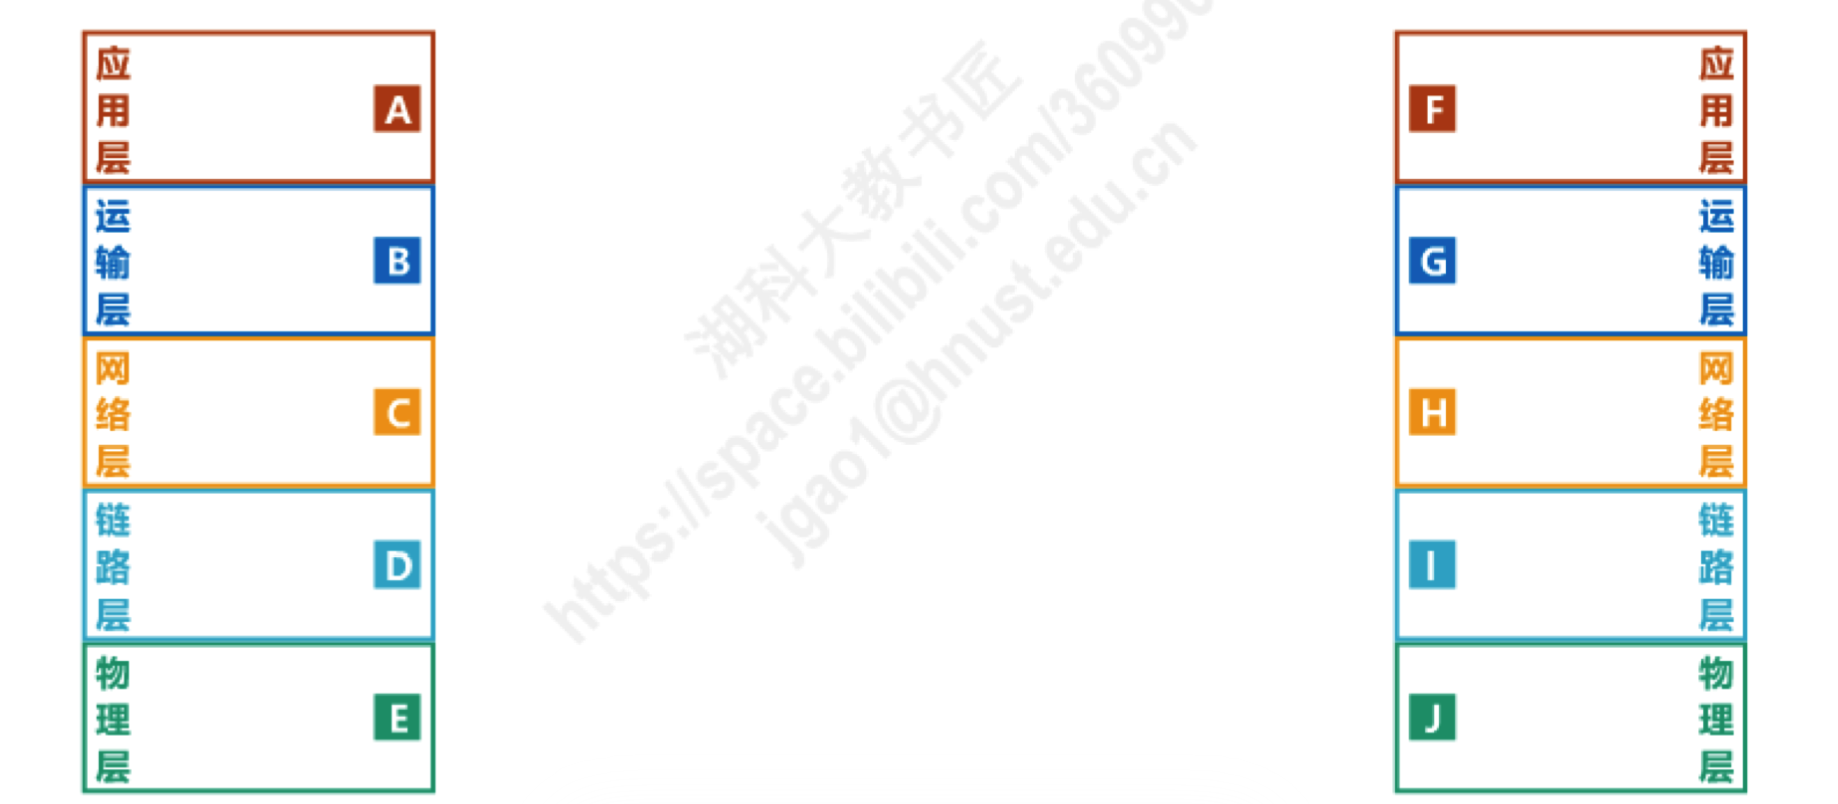 应用层
A
运输层
B
网络层
C
链路层
D
物理层
E
湖科大教书匠
https://space.bilibili.com/36099
jgao1@hnust.edu.cn
F
应用层
G
运输层
H
网络层
I
链路层
J
物理层